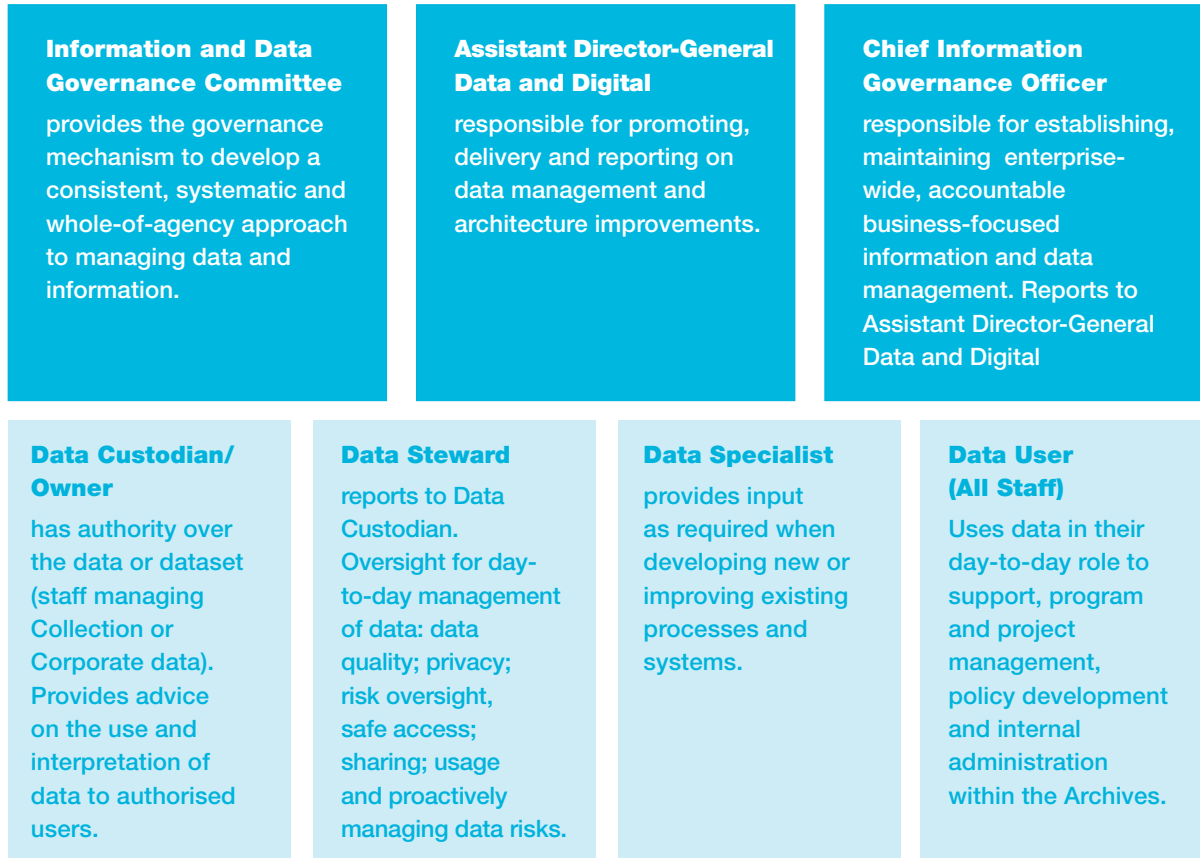 Information and Data
Governance Committee
provides the governance
mechanism to develop a
consistent, systematic and
whole-of-agency approach
to managing data and
information.
Assistant Director-General
Data and Digital
responsible for promoting,
delivery and reporting on
data management and
architecture improvements.
Chief Information
Governance Officer
responsible for establishing,
maintaining enterprise-
wide, accountable
business-focused
information and data
management. Reports to
Assistant Director-General
Data and Digital
Data Custodian/
Owner
has authority over
the data or dataset
(staff managing
Collection or
Corporate data).
Provides advice
on the use and
interpretation of
data to authorised
users.
Data Steward
reports to Data
Custodian.
Oversight for day-
to-day management
of data: data
quality; privacy;
risk oversight,
safe access;
sharing; usage
and proactively
managing data risks.
Data Specialist
provides input
as required when
developing new or
improving existing
processes and
systems.
Data User
(All Staff)
Uses data in their
day-to-day role to
support, program
and project
management,
policy development
and internal
administration
within the Archives.